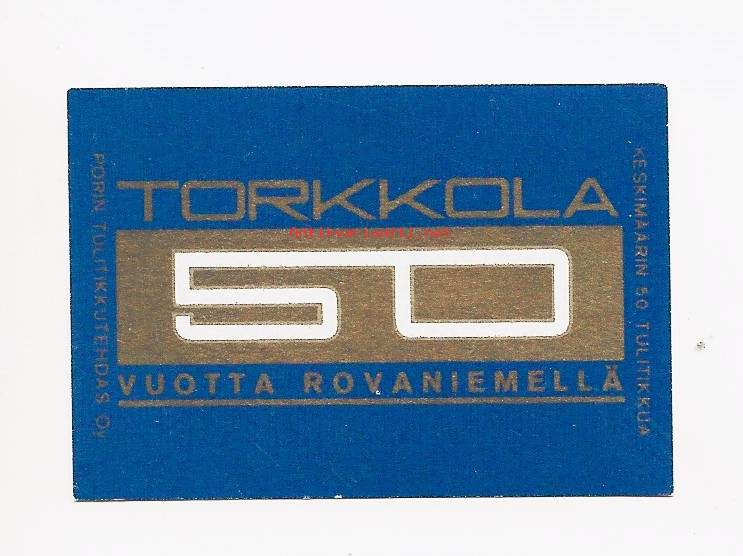 TORKKOLA
50
VUOTTA ROVANIEMELLÄ
PORIN TULITIKKUTEHDAS OY
KESKIMÄÄRIN 50 TULITIKKUA